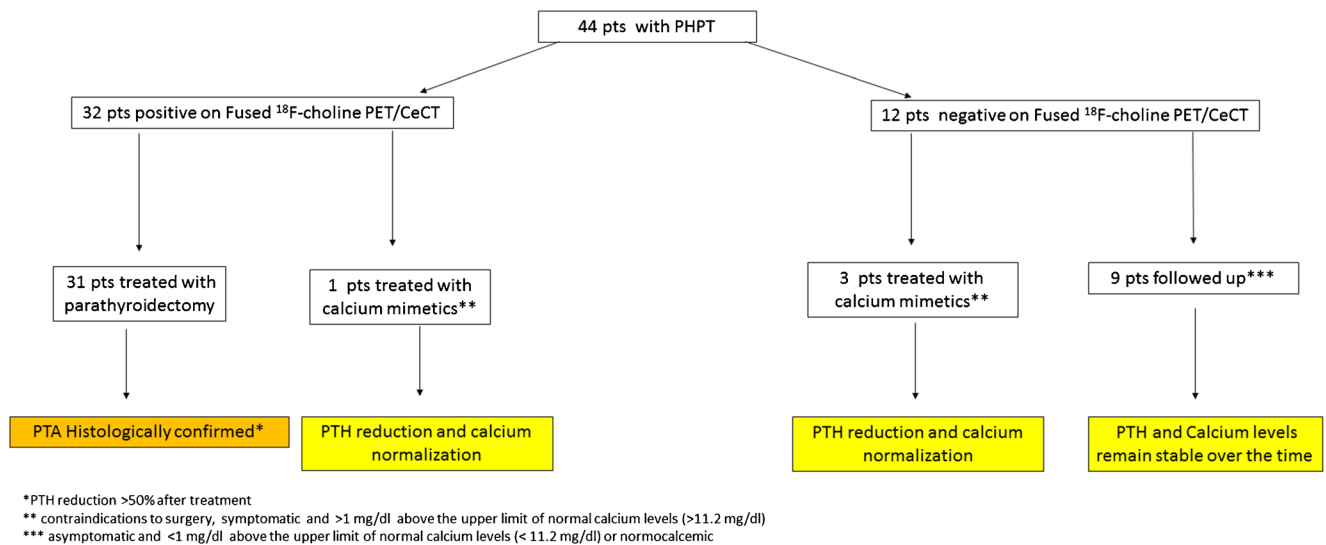 44 pts with PHPT
32 pts positive on Fused ¹⁸F-choline PET/CeCT
12 pts negative on Fused ¹⁸F-choline PET/CeCT
31 pts treated with
parathyroidectomy
1 pts treated with
calcium mimetics**
3 pts treated with
calcium mimetics**
9 pts followed up***
PTA Histologically confirmed*
PTH reduction and calcium
normalization
PTH reduction and calcium
normalization
PTH and Calcium levels
remain stable over the time
*PTH reduction >50% after treatment
** contraindications to surgery, symptomatic and >1 mg/dl above the upper limit of normal calcium levels (>11.2 mg/dl)
*** asymptomatic and <1 mg/dl above the upper limit of normal calcium levels (< 11.2 mg/dl) or normocalcemic